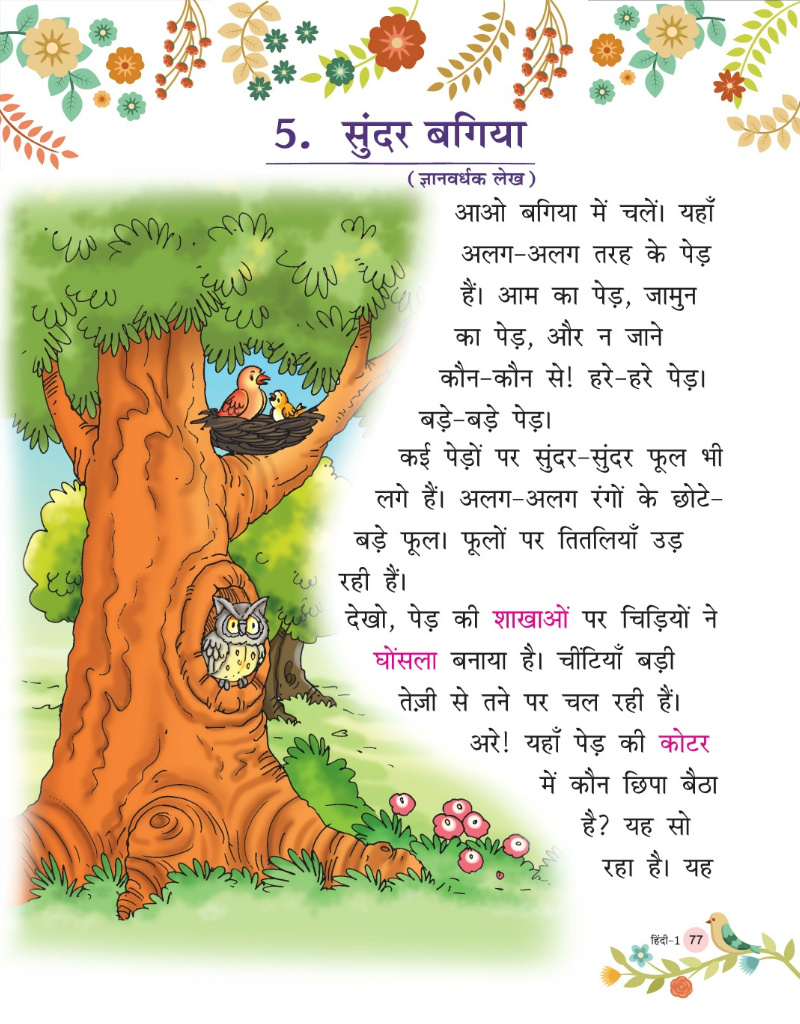 5. सुंदर बगिया
( ज्ञानवर्धक लेख )
आओ बगिया में चलें। यहाँ
अलग-अलग तरह के पेड़
हैं। आम का पेड़, जामुन
का पेड़, और न जाने
कौन-कौन से! हरे-हरे पेड़।
बड़े-बड़े पेड़।
कई पेड़ों पर सुंदर-सुंदर फूल भी
लगे हैं। अलग-अलग रंगों के छोटे-
बड़े फूल। फूलों पर तितलियाँ उड़
रही हैं।
देखो, पेड़ की शाखाओं पर चिड़ियों ने
घोंसला बनाया है। चींटियाँ बड़ी
तेज़ी से तने पर चल रही हैं।
अरे! यहाँ पेड़ की कोटर
में कौन छिपा बैठा
है? यह सो
रहा है। यह
हिंदी-1 77